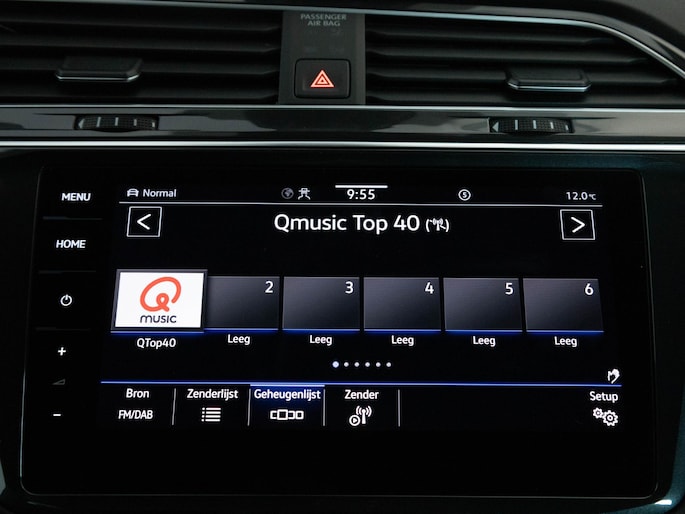 PASSENGER
AIR BAG
MENU
HOME
+
-
Normal
9:55
S
12.0°C
<
Qmusic Top 40
>
Q
MUSIC
2
3
4
5
6
QTop40
Leeg
Leeg
Leeg
Leeg
Leeg
Bron
Zenderlijst
Geheugenlijst
Zender
Setup
FM/DAB